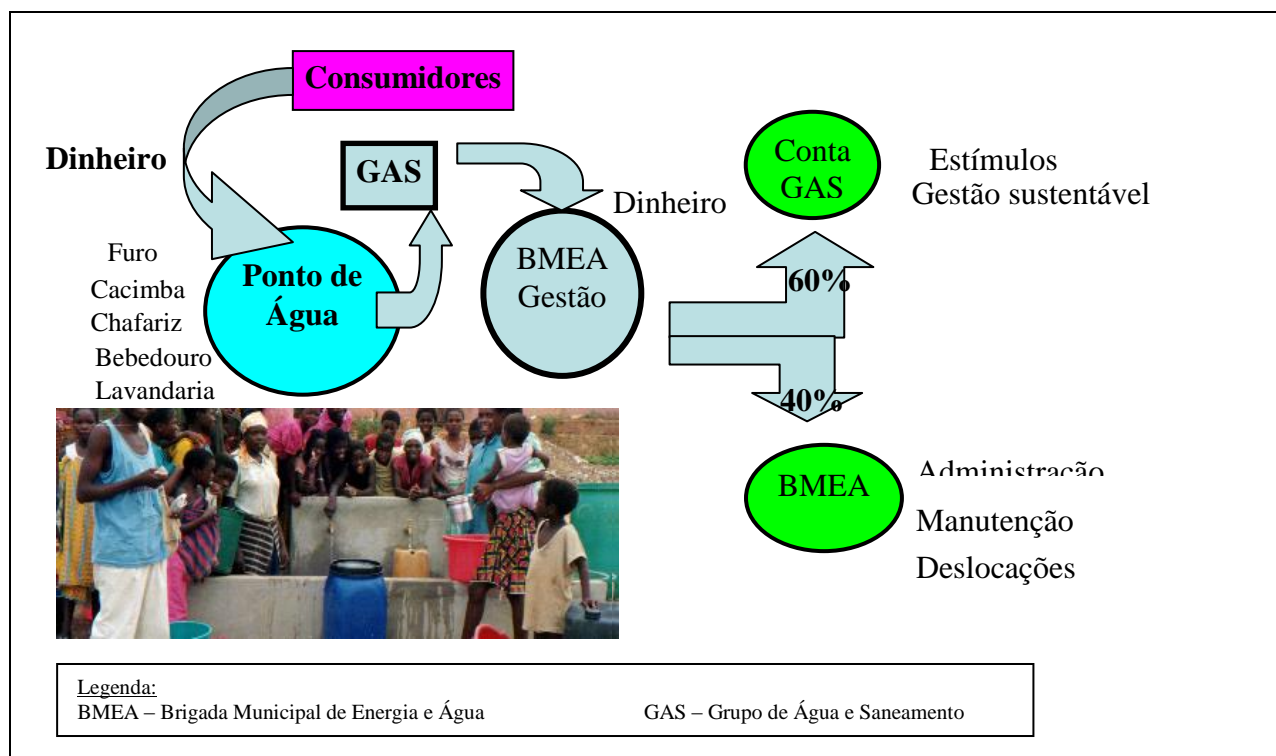 Consumidores
Dinheiro
GAS
Furo
Cacimba
Chafariz
Bebedouro
Lavandaria
Ponto de
Água
BMEA
Gestão
Dinheiro
60%
40%
Conta
GAS
Estímulos
Gestão sustentável
BMEA
Administração
Manutenção
Deslocações
Legenda:
BMEA – Brigada Municipal de Energia e Água GAS – Grupo de Água e Saneamento